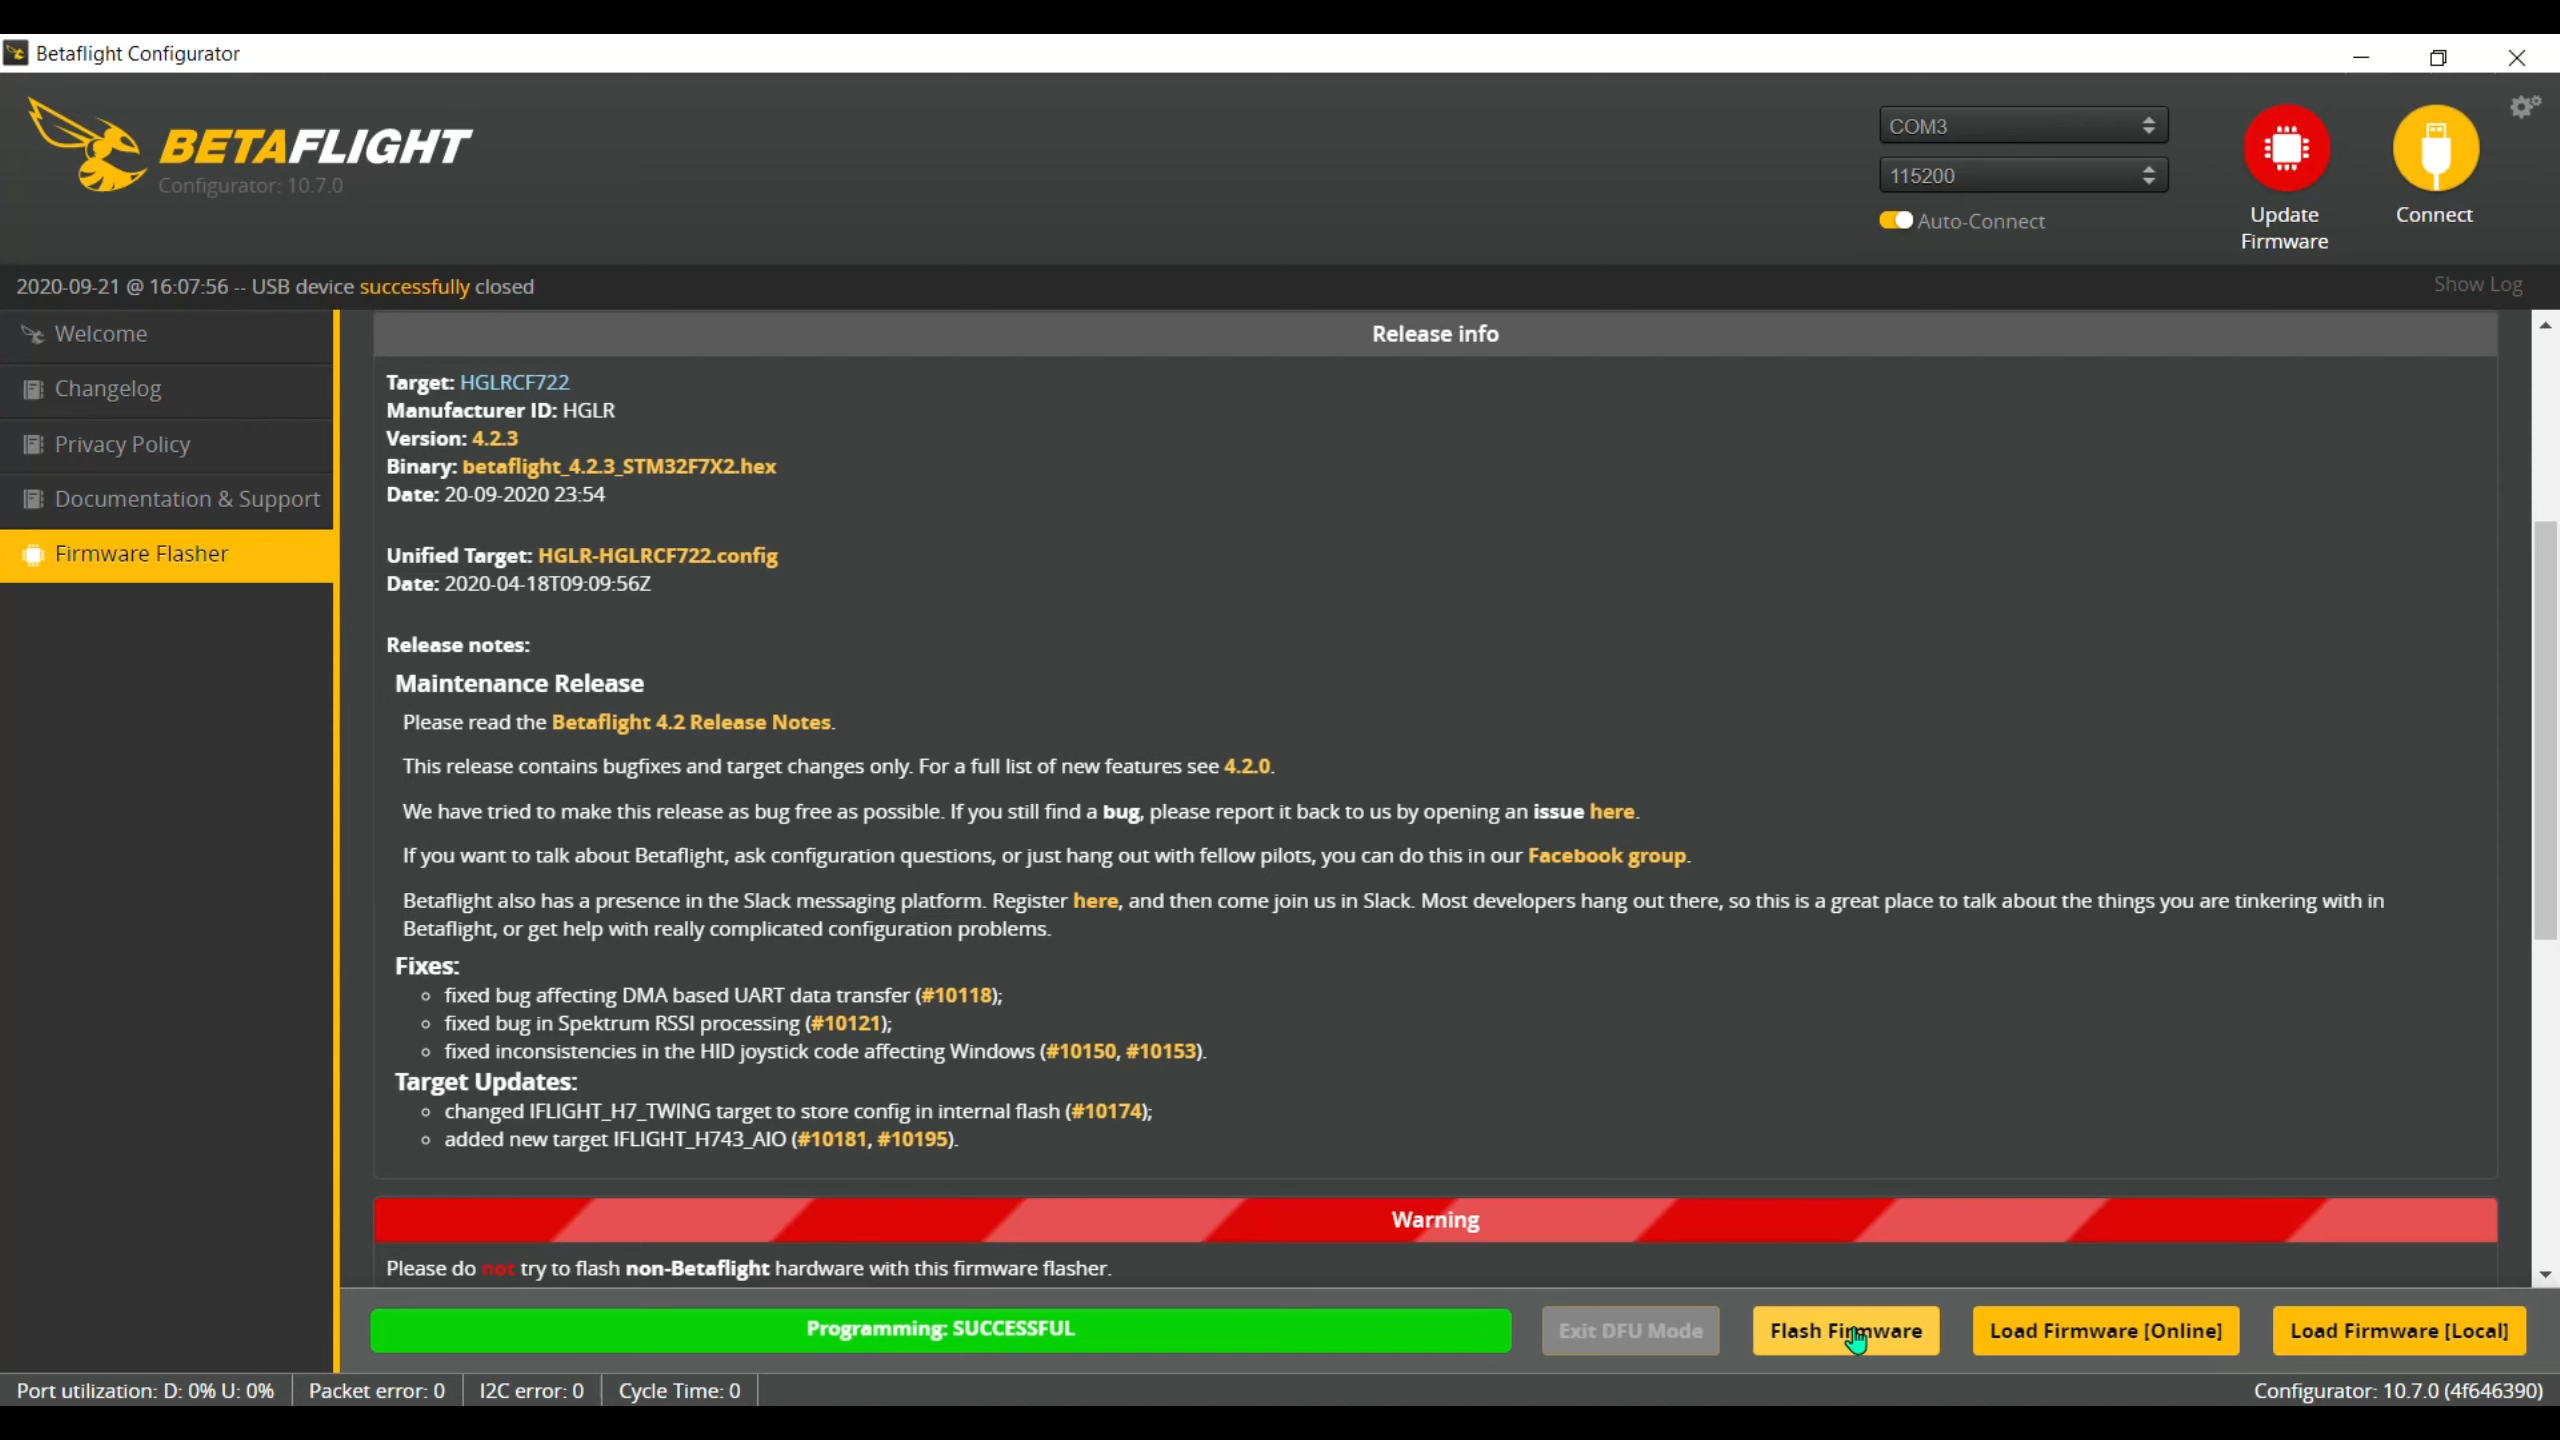 Betaflight Configurator
BETAFLIGHT
Configurator: 10.7.0
COM3
115200
Auto-Connect
Update
Firmware
Connect
2020-09-21 @ 16:07:56 -- USB device successfully closed
Show Log
Welcome
Changelog
Privacy Policy
Documentation & Support
Firmware Flasher
Release info
Target: HGLRCF722
Manufacturer ID: HGLR
Version: 4.2.3
Binary: betaflight_4.2.3_STM32F7X2.hex
Date: 20-09-2020 23:54
Unified Target: HGLR-HGLRCF722.config
Date: 2020-04-18T09:09:56Z
Release notes:
Maintenance Release
Please read the Betaflight 4.2 Release Notes.
This release contains bugfixes and target changes only. For a full list of new features see 4.2.0.
We have tried to make this release as bug free as possible. If you still find a bug, please report it back to us by opening an issue here.
If you want to talk about Betaflight, ask configuration questions, or just hang out with fellow pilots, you can do this in our Facebook group.
Betaflight also has a presence in the Slack messaging platform. Register here, and then come join us in Slack. Most developers hang out there, so this is a great place to talk about the things you are tinkering with in
Betaflight, or get help with really complicated configuration problems.
Fixes:
fixed bug affecting DMA based UART data transfer (#10118);
fixed bug in Spektrum RSSI processing (#10121);
fixed inconsistencies in the HID joystick code affecting Windows (#10150, #10153).
Target Updates:
changed IFLIGHT_H7_TWING target to store config in internal flash (#10174);
added new target IFLIGHT_H743_AIO (#10181, #10195).
Warning
Please do not try to flash non-Betaflight hardware with this firmware flasher.
Programming: SUCCESSFUL
Exit DFU Mode
Flash Firmware
Load Firmware [Online]
Load Firmware [Local]
Port utilization: D: 0% U: 0%
Packet error: 0
I2C error: 0
Cycle Time: 0
Configurator: 10.7.0 (4f646390)